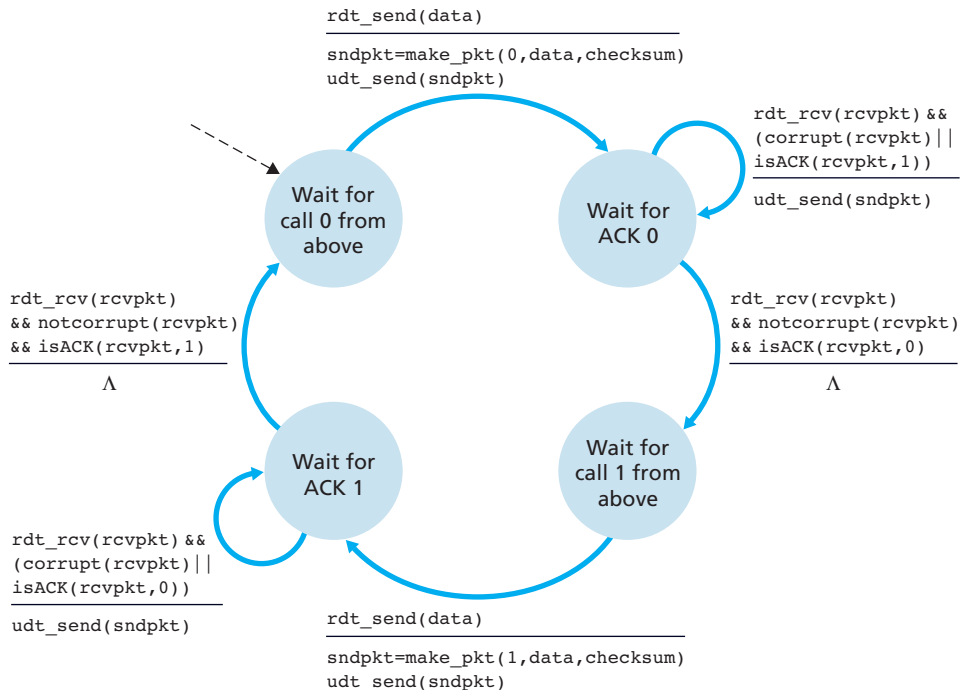 rdt_send(data)
sndpkt=make_pkt(0,data,checksum)
udt_send(sndpkt)
rdt_rcv(rcvpkt) &&
(corrupt(rcvpkt)||
isACK(rcvpkt,1))
udt_send(sndpkt)
Wait for
call 0 from
above
Wait for
ACK 0
rdt_rcv(rcvpkt)
&& notcorrupt(rcvpkt)
&& isACK(rcvpkt,1)
Λ
rdt_rcv(rcvpkt)
&& notcorrupt(rcvpkt)
&& isACK(rcvpkt,0)
Λ
Wait for
ACK 1
Wait for
call 1 from
above
rdt_rcv(rcvpkt) &&
(corrupt(rcvpkt)||
isACK(rcvpkt,0))
udt_send(sndpkt)
rdt_send(data)
sndpkt=make_pkt(1,data,checksum)
udt_send(sndpkt)